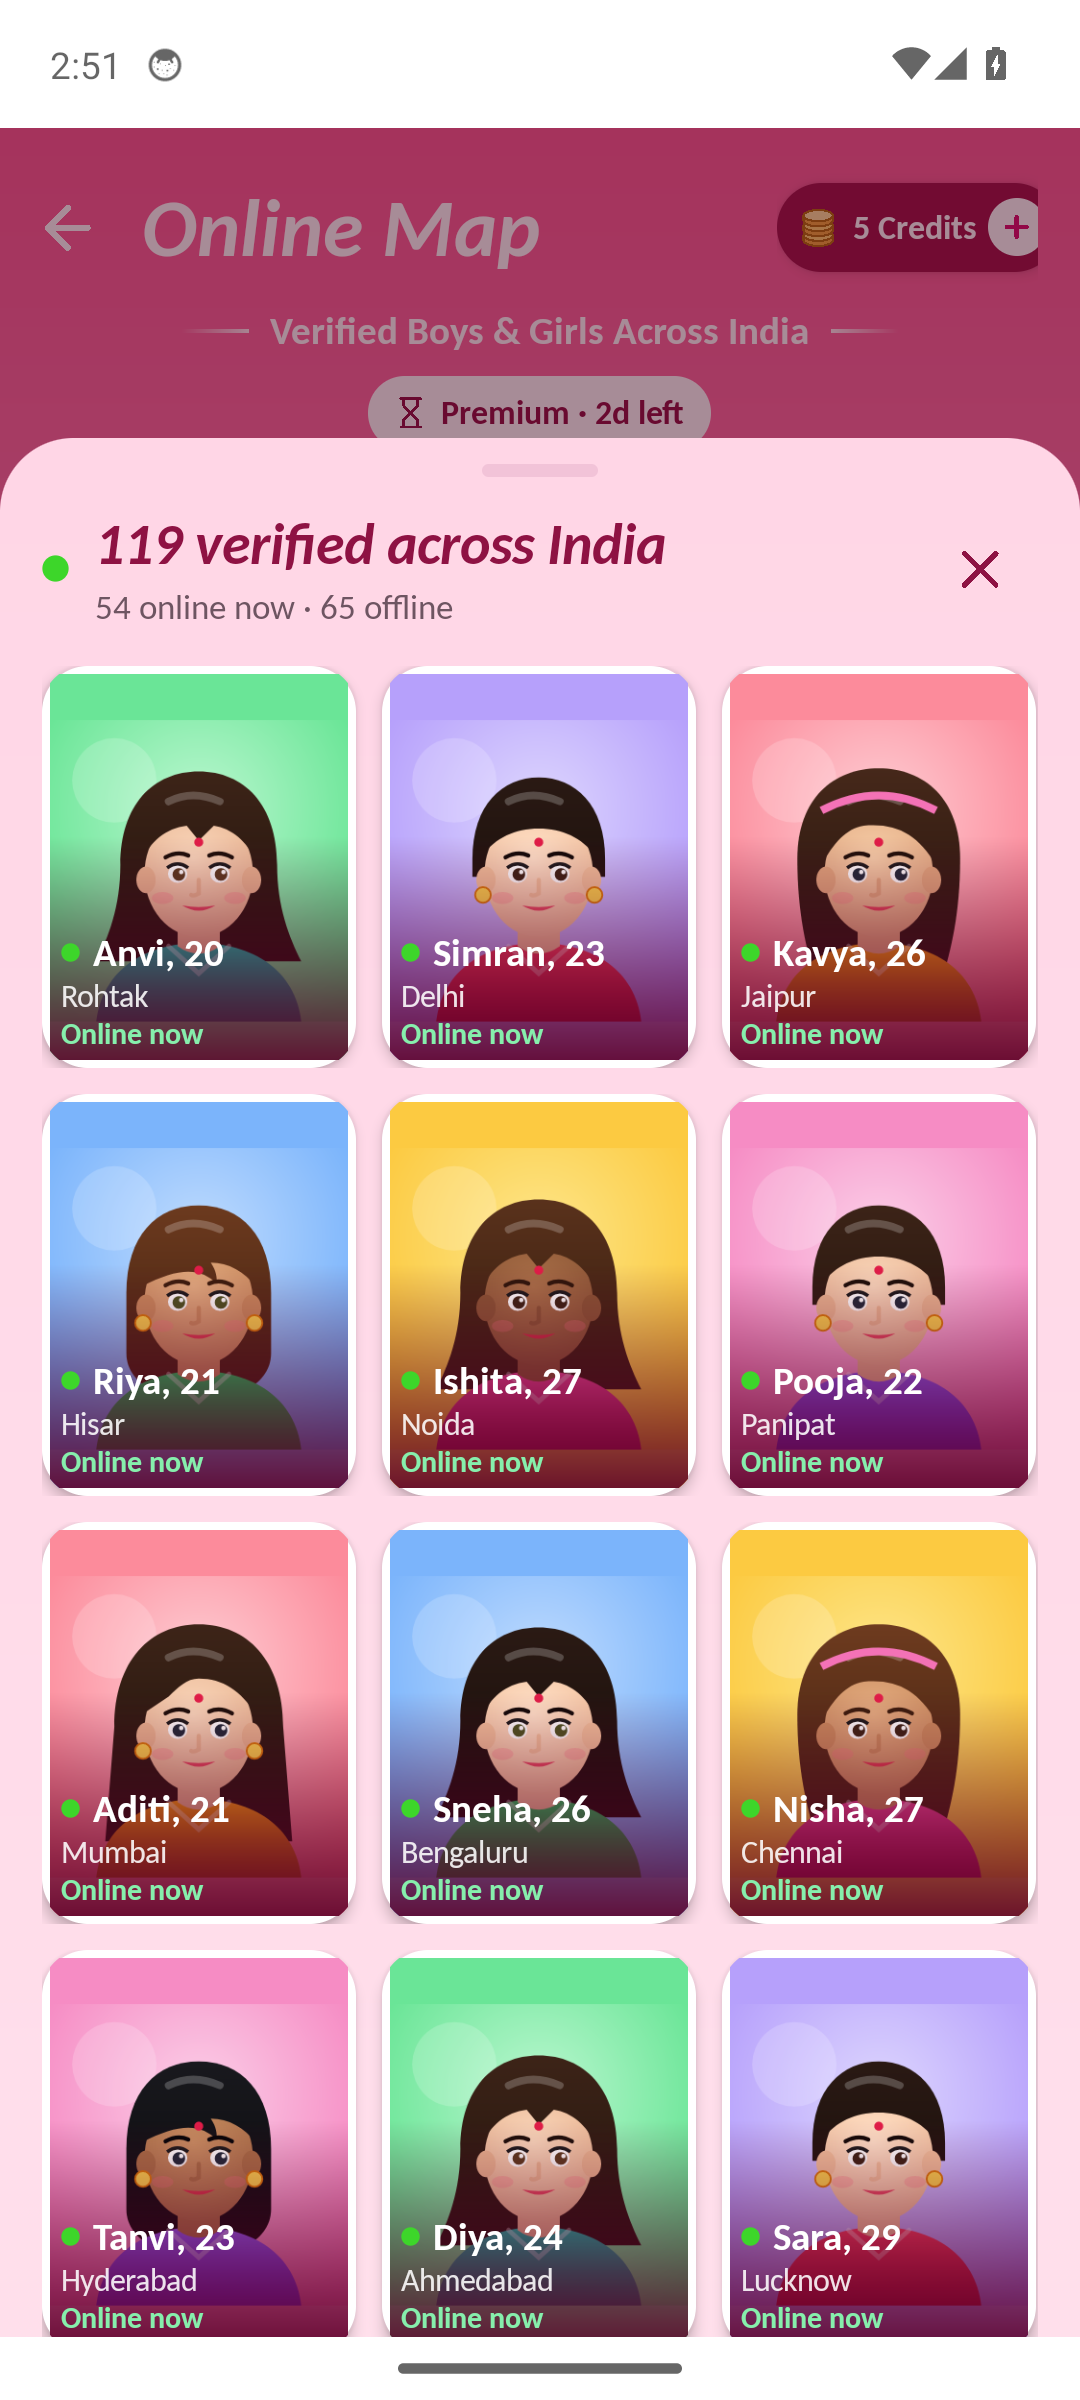 2:51
Online Map
5 Credits
Verified Boys & Girls Across India
Premium · 2d left
119 verified across India
54 online now · 65 offline
Anvi, 20
Rohtak
Online now
Simran, 23
Delhi
Online now
Kavya, 26
Jaipur
Online now
Riya, 21
Hisar
Online now
Ishita, 27
Noida
Online now
Pooja, 22
Panipat
Online now
Aditi, 21
Mumbai
Online now
Sneha, 26
Bengaluru
Online now
Nisha, 27
Chennai
Online now
Tanvi, 23
Hyderabad
Online now
Diya, 24
Ahmedabad
Online now
Sara, 29
Lucknow
Online now